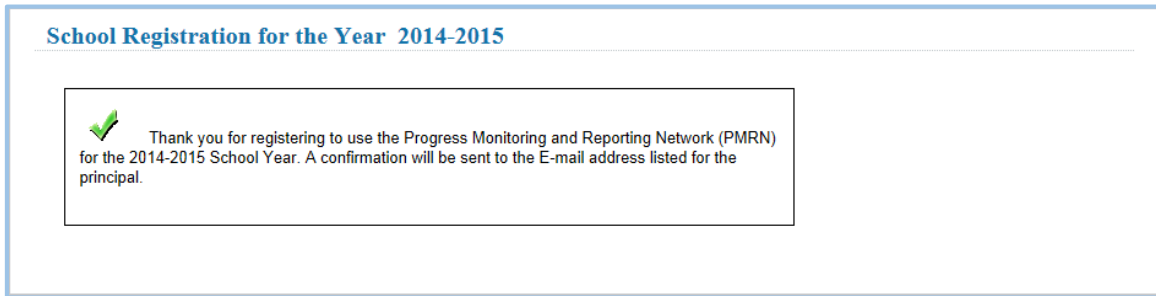 School Registration for the Year 2014-2015
Thank you for registering to use the Progress Monitoring and Reporting Network (PMRN)
for the 2014-2015 School Year. A confirmation will be sent to the E-mail address listed for the
principal.